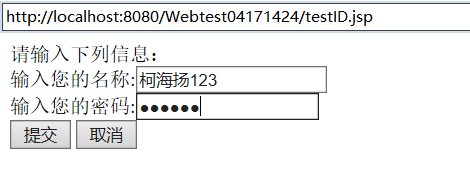 http://localhost:8080/Webtest04171424/testID.jsp
请输入下列信息：
输入您的名称:柯海扬123
输入您的密码:●●●●●●
提交 取消